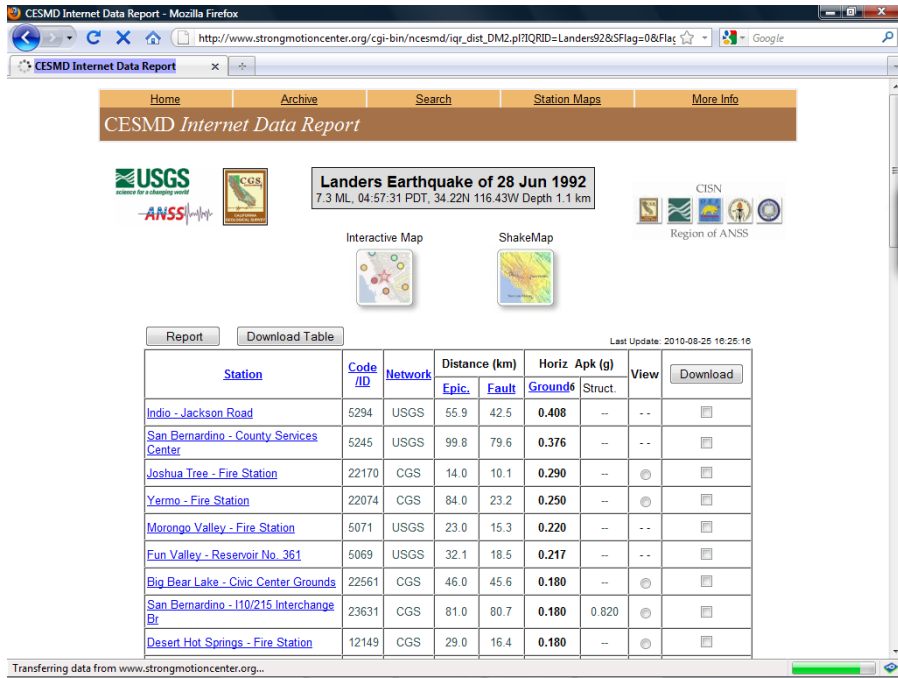 CESMD Internet Data Report - Mozilla Firefox
http://www.strongmotioncenter.org/cgi-bin/ncesmd/iqr_dist_DM2.pl?IQRID=Landers92&SFlag=0&Flag
Google
CESMD Internet Data Report
Home Archive Search Station Maps More Info
CESMD Internet Data Report
USGS
science for a changing world
ANSS
CGS
CALIFORNIA
GEOLOGICAL SURVEY
Landers Earthquake of 28 Jun 1992
7.3 ML, 04:57:31 PDT, 34.22N 116.43W Depth 1.1 km
CISN
Region of ANSS
Interactive Map ShakeMap
Report Download Table Last Update: 2010-08-25 16:25:16
Station Code /ID Network Distance (km) Horiz Apk (g) View Download
Epic. Fault Ground6 Struct.
Indio - Jackson Road 5294 USGS 55.9 42.5 0.408 -- - -
San Bernardino - County Services
Center 5245 USGS 99.8 79.6 0.376 -- - -
Joshua Tree - Fire Station 22170 CGS 14.0 10.1 0.290 --
Yermo - Fire Station 22074 CGS 84.0 23.2 0.250 --
Morongo Valley - Fire Station 5071 USGS 23.0 15.3 0.220 -- - -
Fun Valley - Reservoir No. 361 5069 USGS 32.1 18.5 0.217 -- - -
Big Bear Lake - Civic Center Grounds 22561 CGS 46.0 45.6 0.180 --
San Bernardino - I10/215 Interchange
Br 23631 CGS 81.0 80.7 0.180 0.820
Desert Hot Springs - Fire Station 12149 CGS 29.0 16.4 0.180 --
Transferring data from www.strongmotioncenter.org...